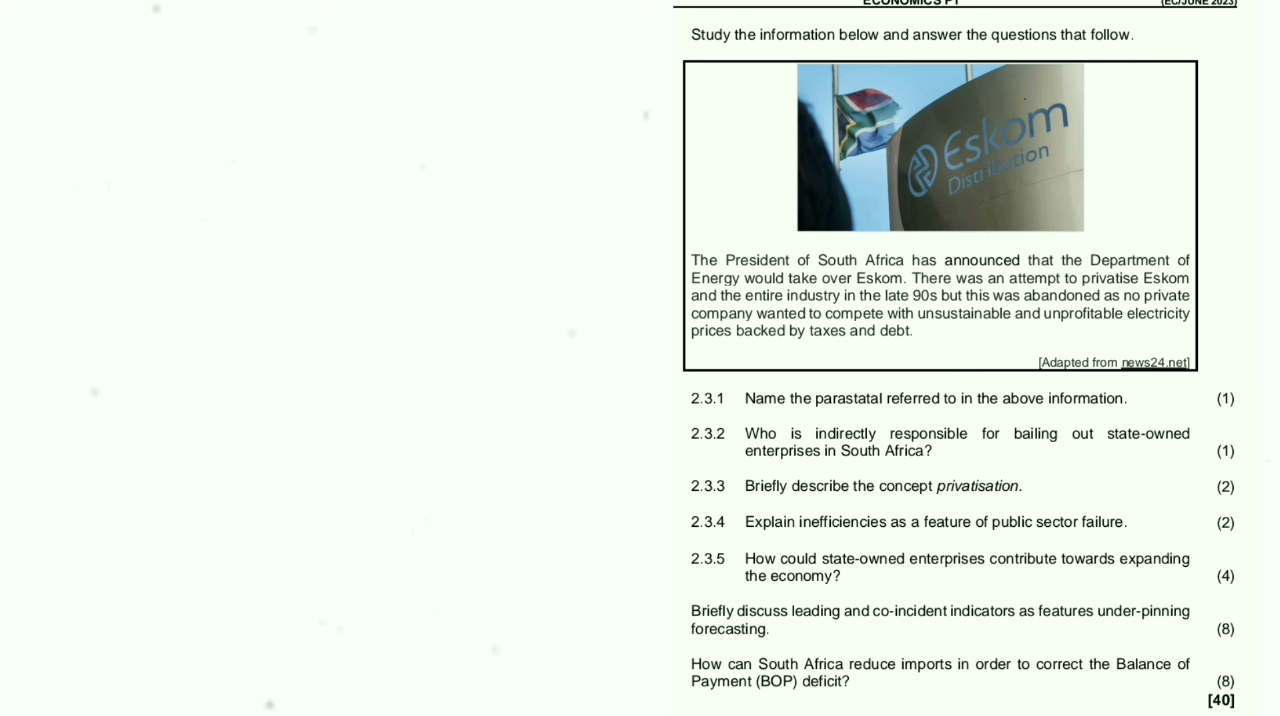 ECONOMICS P1 (EC/JUNE 2023)
Study the information below and answer the questions that follow.
Eskom
Distribution
The President of South Africa has announced that the Department of
Energy would take over Eskom. There was an attempt to privatise Eskom
and the entire industry in the late 90s but this was abandoned as no private
company wanted to compete with unsustainable and unprofitable electricity
prices backed by taxes and debt.
[Adapted from news24.net]
2.3.1 Name the parastatal referred to in the above information. (1)
2.3.2 Who is indirectly responsible for bailing out state-owned
enterprises in South Africa? (1)
2.3.3 Briefly describe the concept privatisation. (2)
2.3.4 Explain inefficiencies as a feature of public sector failure. (2)
2.3.5 How could state-owned enterprises contribute towards expanding
the economy? (4)
Briefly discuss leading and co-incident indicators as features under-pinning
forecasting. (8)
How can South Africa reduce imports in order to correct the Balance of
Payment (BOP) deficit? (8)
[40]